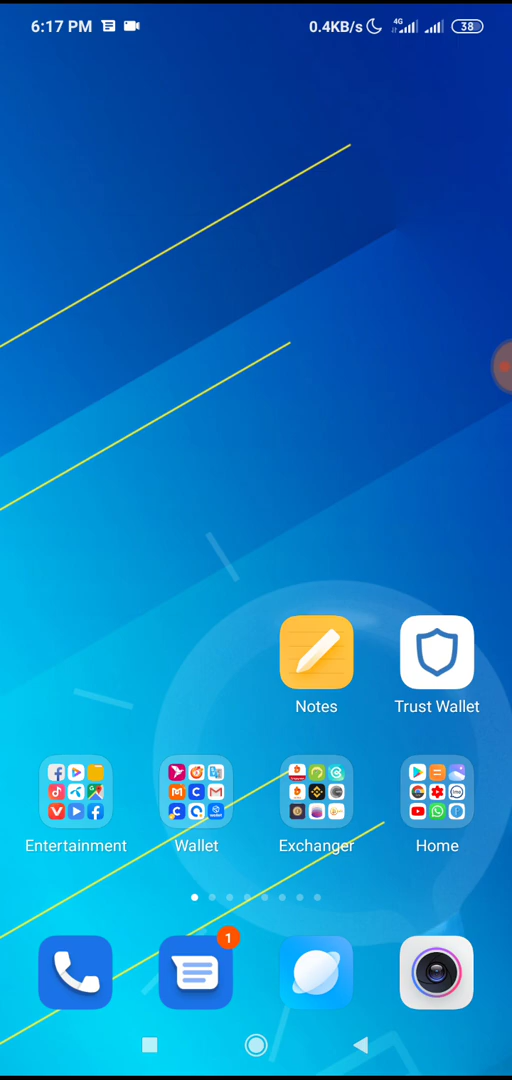 6:17 PM 0.4KB/s 4G 38
Notes Trust Wallet
Entertainment Wallet Exchanger Home
1